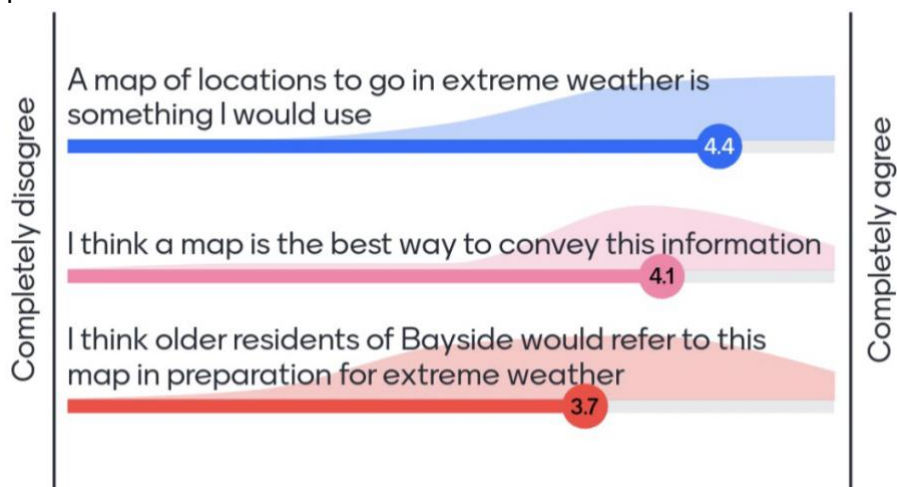 Completely disagree
A map of locations to go in extreme weather is
something I would use
4.4
I think a map is the best way to convey this information
4.1
I think older residents of Bayside would refer to this
map in preparation for extreme weather
3.7
Completely agree